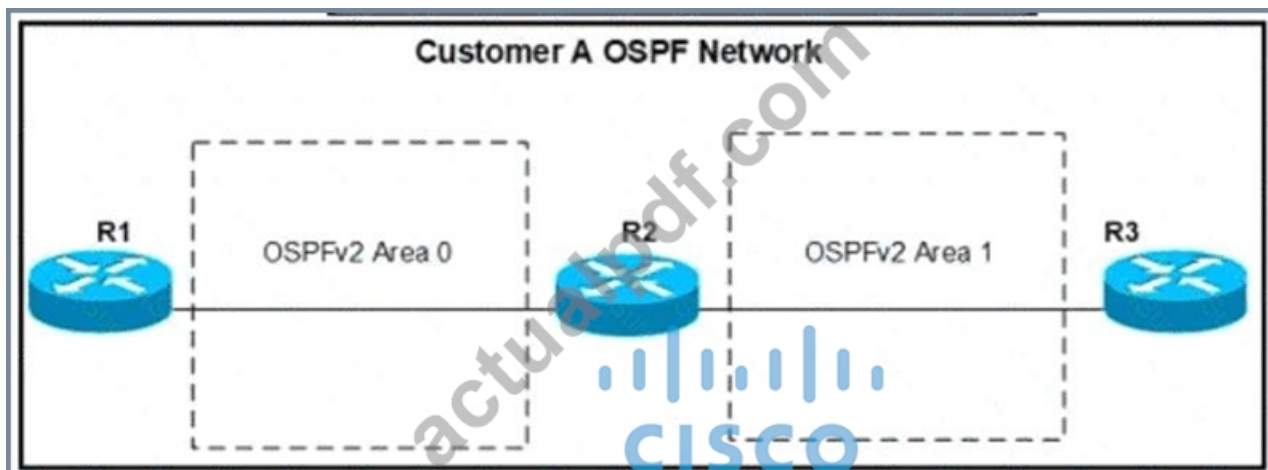 Customer A OSPF Network
R1
OSPFv2 Area 0
R2
OSPFv2 Area 1
R3
actualpdf.com
CISCO